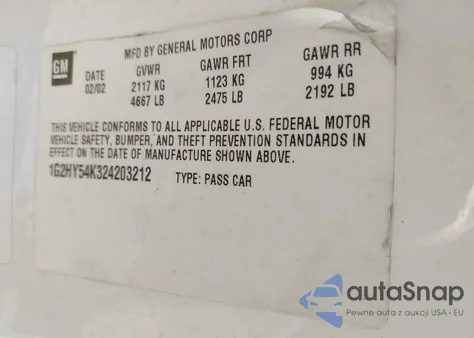 MFD BY GENERAL MOTORS CORP
GM
DATE GVWR GAWR FRT GAWR RR
02/02 2117 KG 1123 KG 994 KG
4667 LB 2475 LB 2192 LB
THIS VEHICLE CONFORMS TO ALL APPLICABLE U.S. FEDERAL MOTOR
VEHICLE SAFETY, BUMPER, AND THEFT PREVENTION STANDARDS IN
EFFECT ON THE DATE OF MANUFACTURE SHOWN ABOVE.
1G2HY54K324203212 TYPE: PASS CAR
autaSnap
Pewne auta z aukcji USA - EU